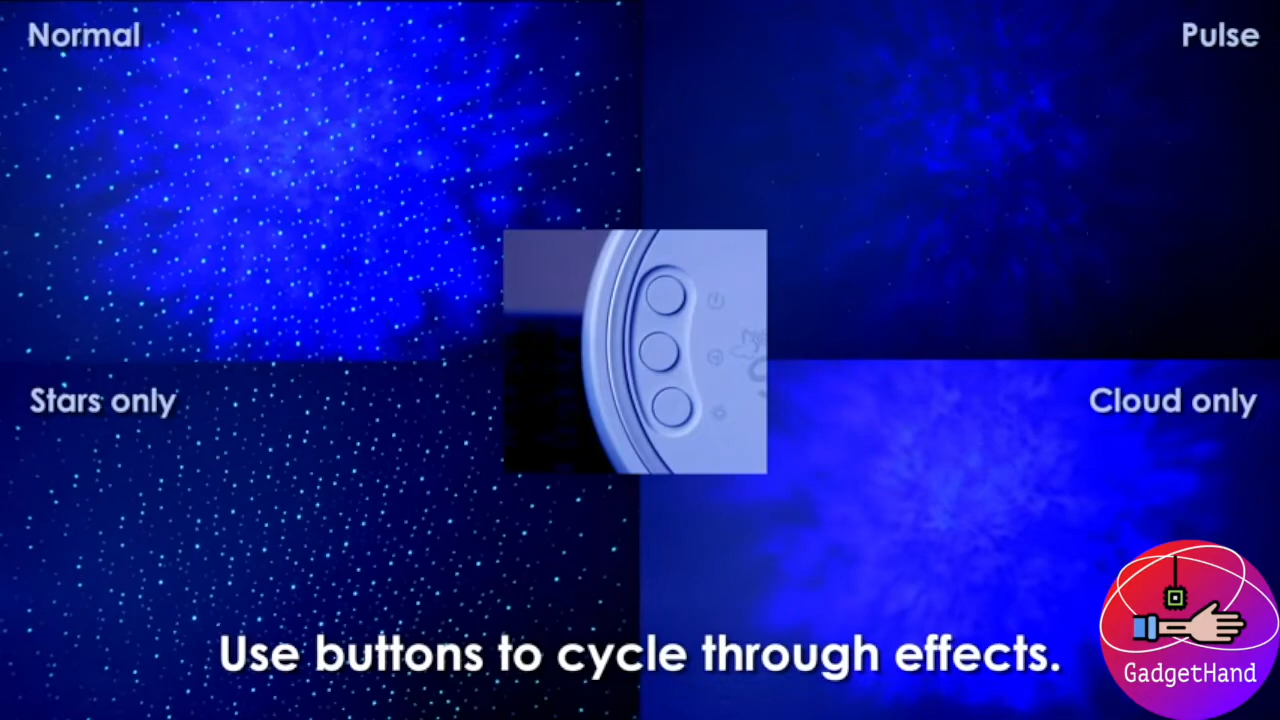 Normal
Pulse
Stars only
Cloud only
Use buttons to cycle through effects.
GadgetHand